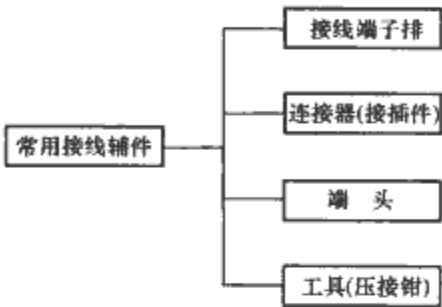 接线端子排
连接器(接插件)
常用接线辅件
端 头
工具(压接钳)